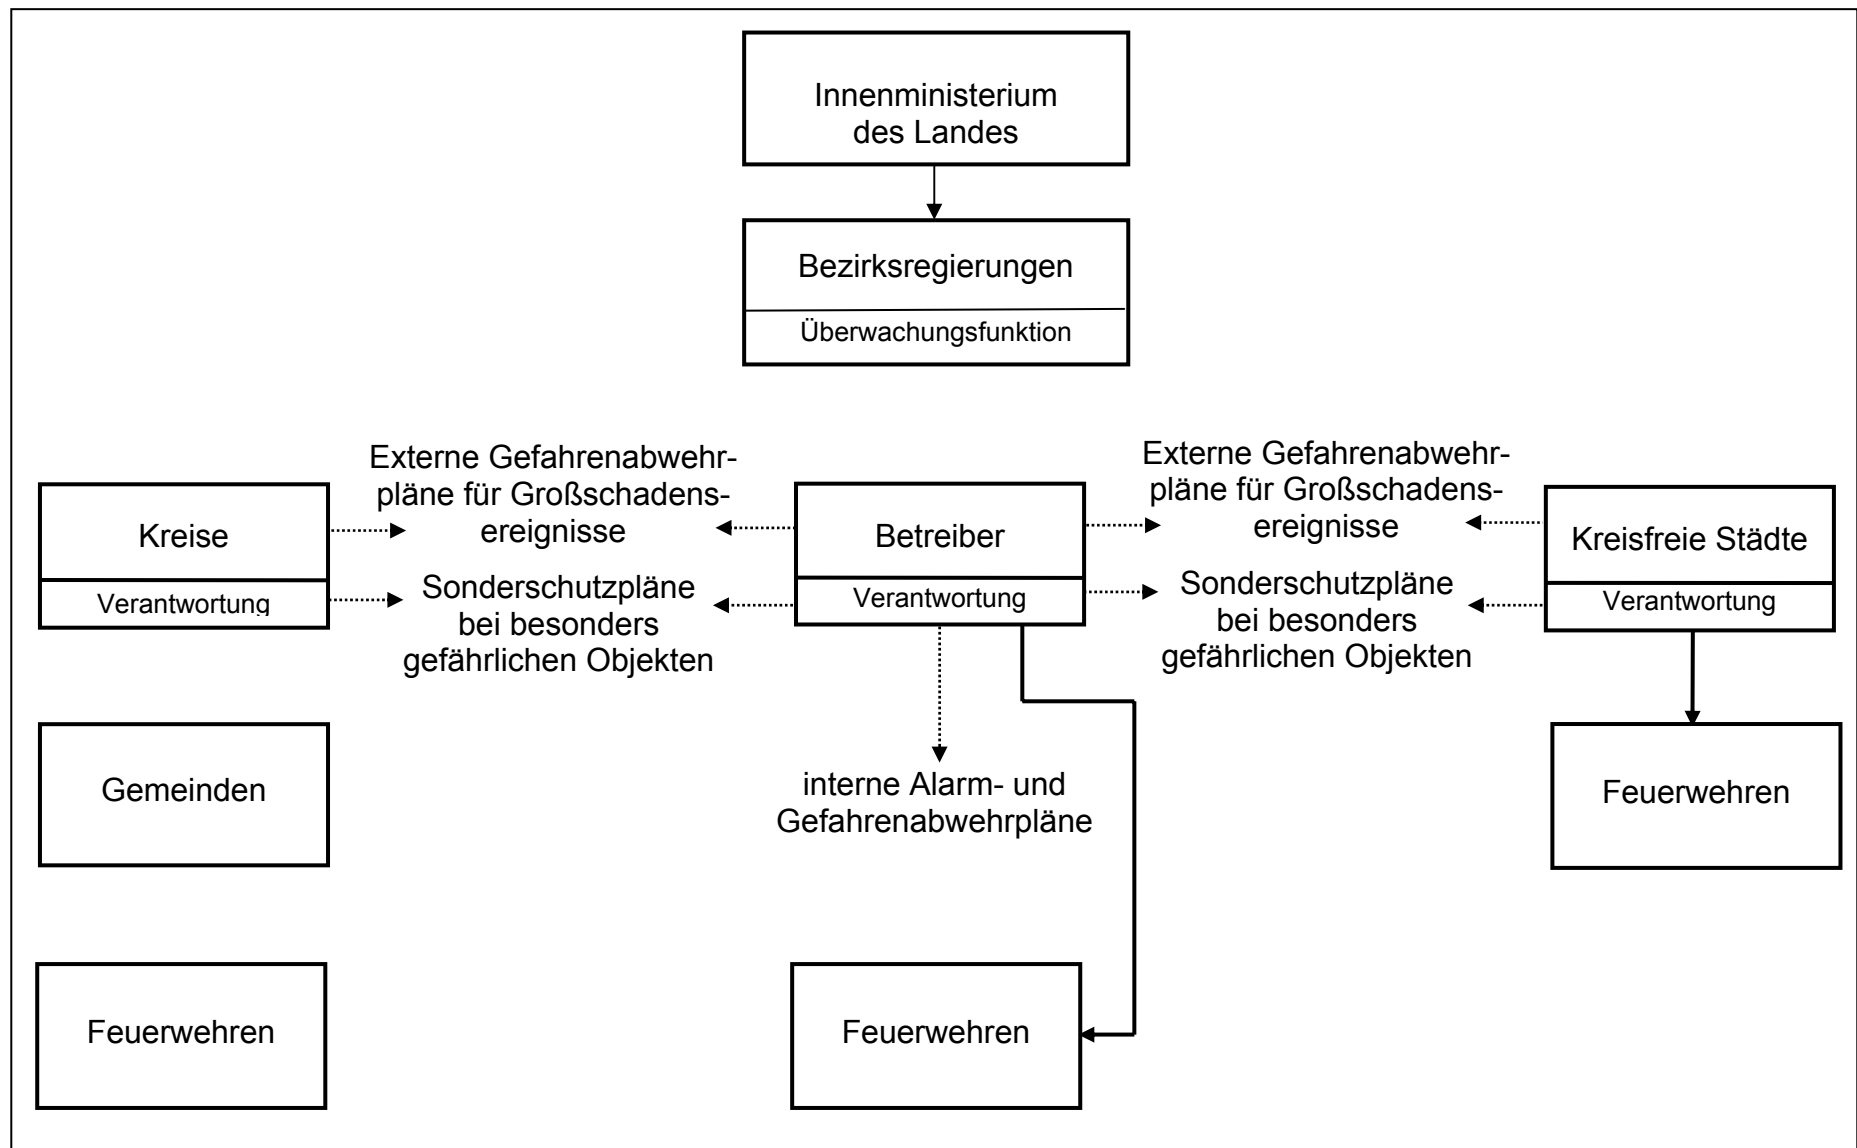 Innenministerium
des Landes
Bezirksregierungen
Überwachungsfunktion
Externe Gefahrenabwehr-
pläne für Großschadens-
ereignisse
Externe Gefahrenabwehr-
pläne für Großschadens-
ereignisse
Kreise
Verantwortung
Betreiber
Verantwortung
Kreisfreie Städte
Verantwortung
Sonderschutzpläne
bei besonders
gefährlichen Objekten
Sonderschutzpläne
bei besonders
gefährlichen Objekten
Gemeinden
interne Alarm- und
Gefahrenabwehrpläne
Feuerwehren
Feuerwehren
Feuerwehren